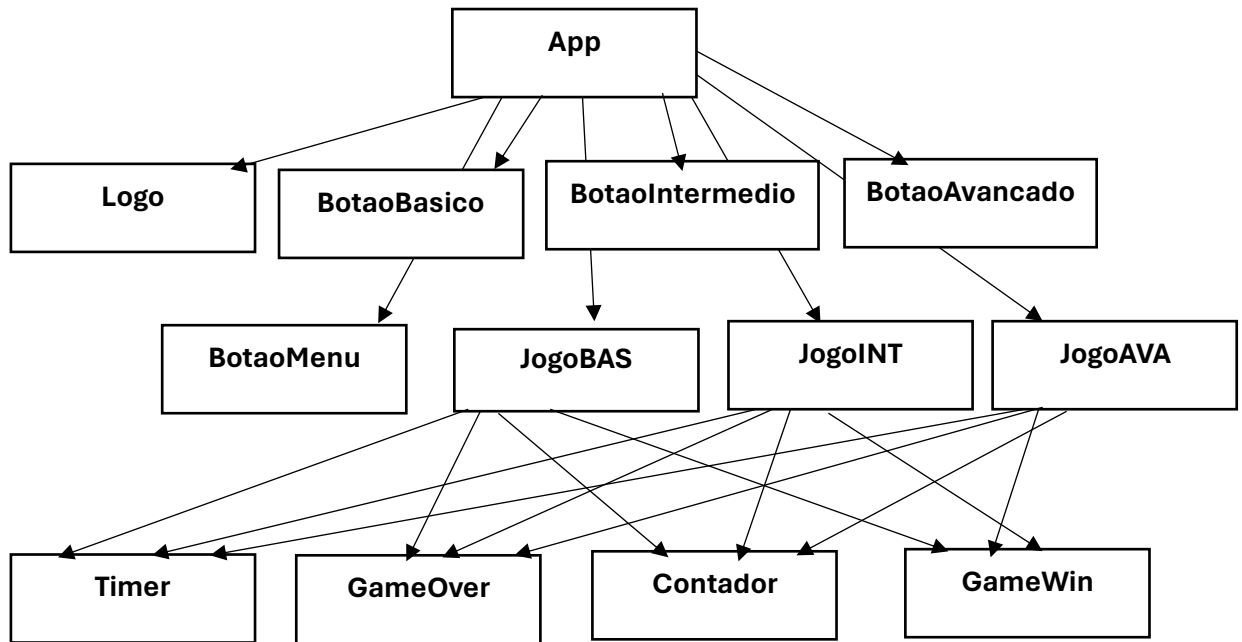 App
Logo
BotaoBasico
BotaoIntermedio
BotaoAvancado
BotaoMenu
JogoBAS
JogoINT
JogoAVA
Timer
GameOver
Contador
GameWin